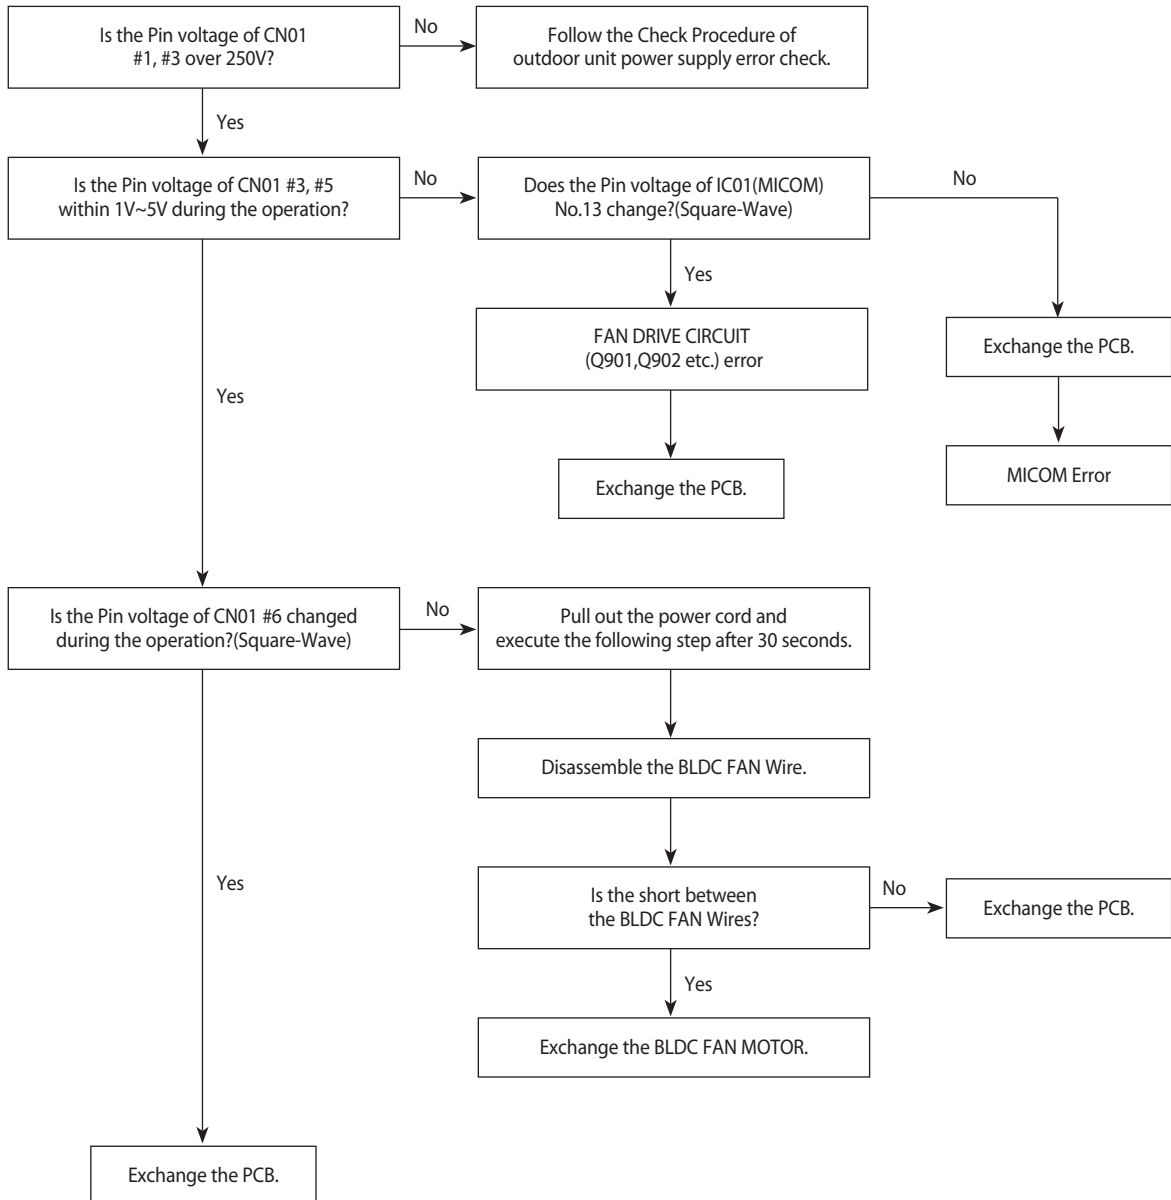 Is the Pin voltage of CN01
#1, #3 over 250V?
No
Follow the Check Procedure of
outdoor unit power supply error check.
Yes
Is the Pin voltage of CN01 #3, #5
within 1V~5V during the operation?
No
Does the Pin voltage of IC01(MICOM)
No.13 change?(Square-Wave)
No
Yes
FAN DRIVE CIRCUIT
(Q901,Q902 etc.) error
Exchange the PCB.
Yes
Exchange the PCB.
MICOM Error
Is the Pin voltage of CN01 #6 changed
during the operation?(Square-Wave)
No
Pull out the power cord and
execute the following step after 30 seconds.
Disassemble the BLDC FAN Wire.
Yes
Is the short between
the BLDC FAN Wires?
No
Exchange the PCB.
Yes
Exchange the BLDC FAN MOTOR.
Exchange the PCB.